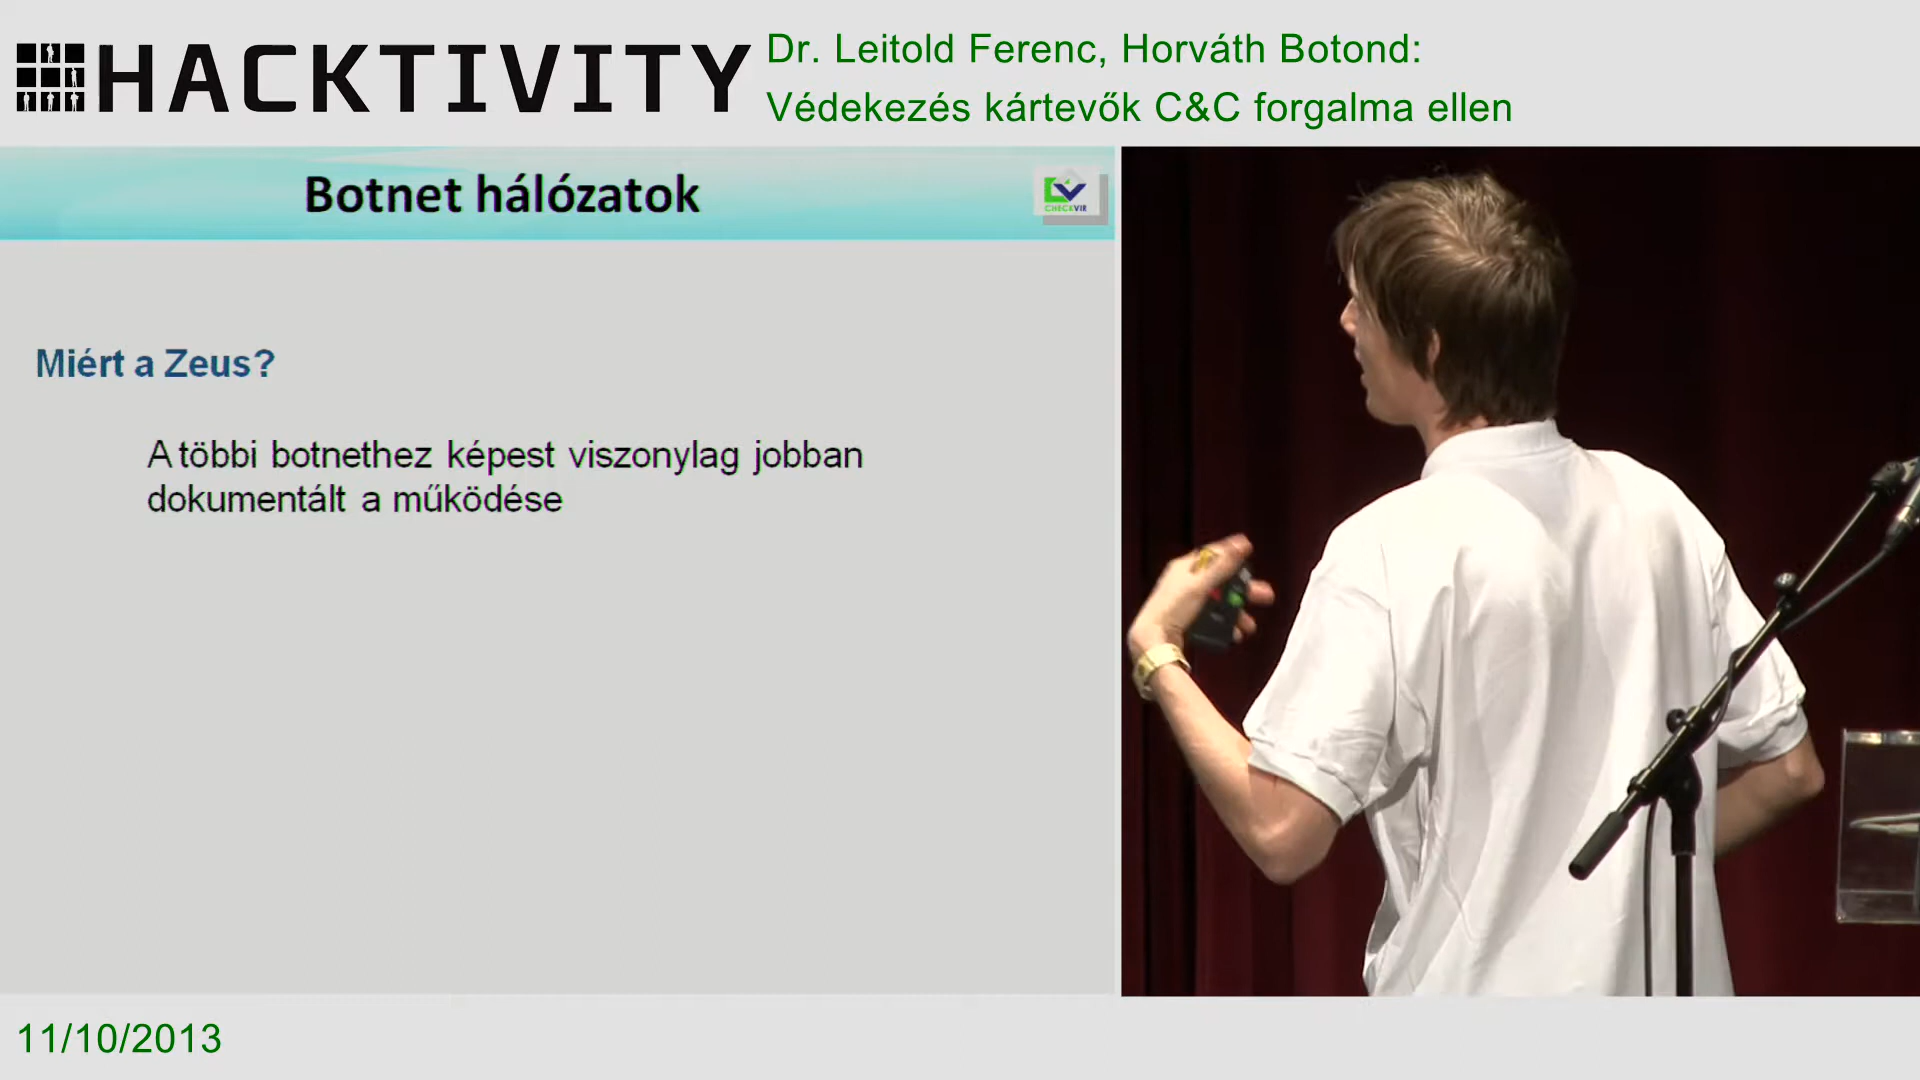 HACKTIVITY
Dr. Leitold Ferenc, Horváth Botond:
Védekezés kártevők C&C forgalma ellen
Botnet hálózatok
CHECKVIR
Miért a Zeus?
A többi botnethez képest viszonylag jobban
dokumentált a működése
11/10/2013